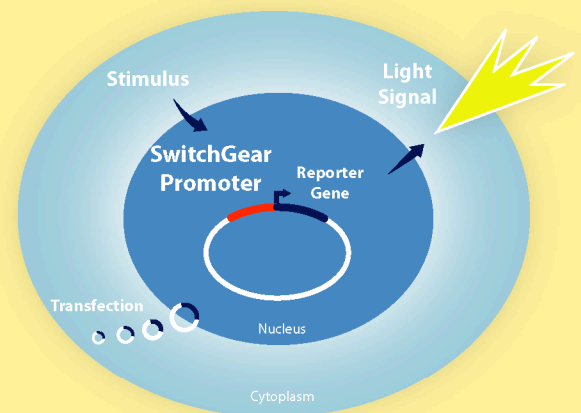 Stimulus
Light
Signal
SwitchGear
Promoter
Reporter
Gene
Transfection
Nucleus
Cytoplasm